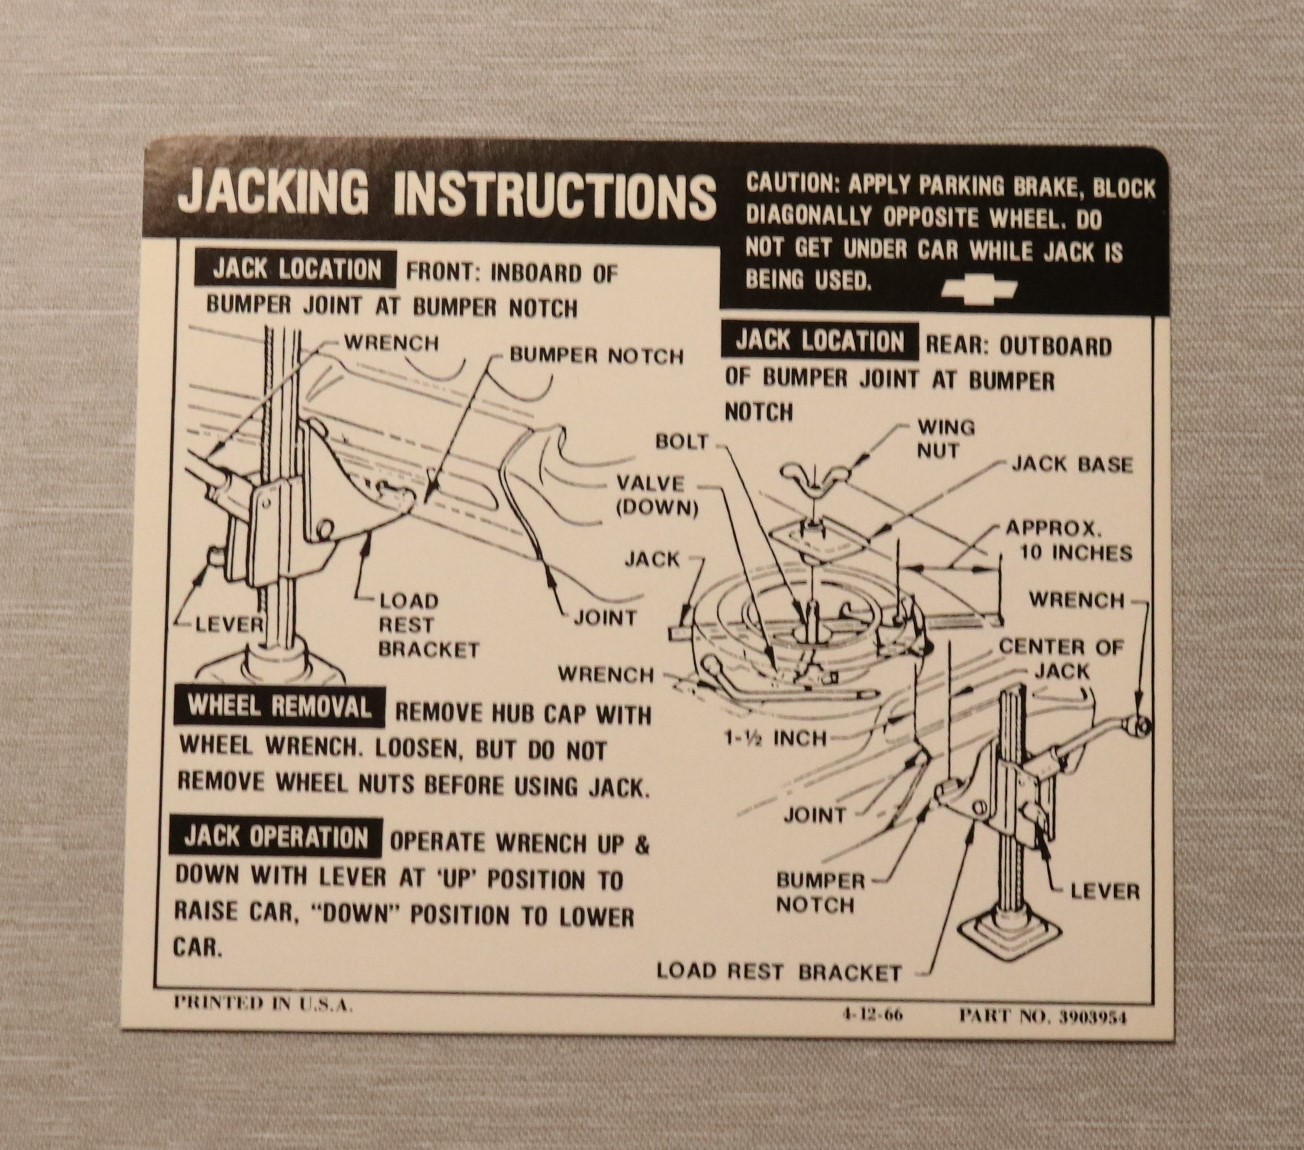 JACKING INSTRUCTIONS
CAUTION: APPLY PARKING BRAKE, BLOCK
DIAGONALLY OPPOSITE WHEEL. DO
NOT GET UNDER CAR WHILE JACK IS
BEING USED.
JACK LOCATION FRONT: INBOARD OF
BUMPER JOINT AT BUMPER NOTCH
WRENCH
BUMPER NOTCH
LEVER
LOAD
REST
BRACKET
JOINT
WHEEL REMOVAL REMOVE HUB CAP WITH
WHEEL WRENCH. LOOSEN, BUT DO NOT
REMOVE WHEEL NUTS BEFORE USING JACK.
JACK OPERATION OPERATE WRENCH UP &
DOWN WITH LEVER AT ‘UP’ POSITION TO
RAISE CAR, “DOWN” POSITION TO LOWER
CAR.
JACK LOCATION REAR: OUTBOARD
OF BUMPER JOINT AT BUMPER
NOTCH
WING
NUT
BOLT
JACK BASE
VALVE
(DOWN)
APPROX.
10 INCHES
JACK
WRENCH
CENTER OF
JACK
WRENCH
1-½ INCH
JOINT
BUMPER
NOTCH
LEVER
LOAD REST BRACKET
PRINTED IN U.S.A.
4-12-66
PART NO. 3903954